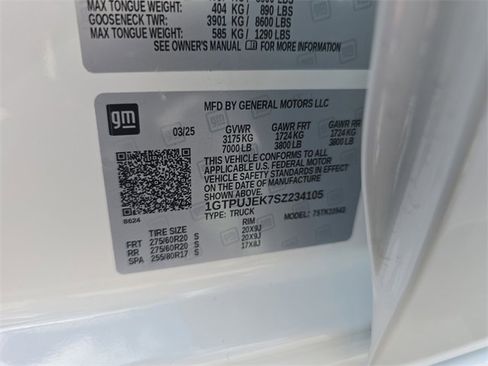 MAX TONGUE WEIGHT:
404 KG / 890 LBS
GOOSENECK TWR:
3901 KG / 8600 LBS
MAX TONGUE WEIGHT:
585 KG / 1290 LBS
SEE OWNER'S MANUAL FOR MORE INFORMATION
gm
MFD BY GENERAL MOTORS LLC
03/25 GVWR GAWR FRT GAWR RR
3175 KG 1724 KG 1724 KG
7000 LB 3800 LB 3800 LB
THIS VEHICLE CONFORMS TO ALL
APPLICABLE U.S. FEDERAL MOTOR
VEHICLE SAFETY STANDARDS IN EFFECT
ON THE DATE OF MANUFACTURE
SHOWN ABOVE.
1GTPUJEK7SZ234105
TYPE: TRUCK MODEL:
TIRE SIZE RIM
FRT 275/60R20 S 20X9J
RR 275/60R20 S 20X9J
SPA 255/80R17 S 17X8J